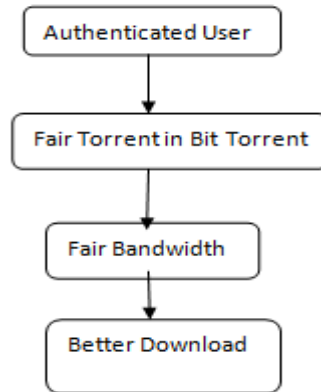 Authenticated User
Fair Torrent in Bit Torrent
Fair Bandwidth
Better Download